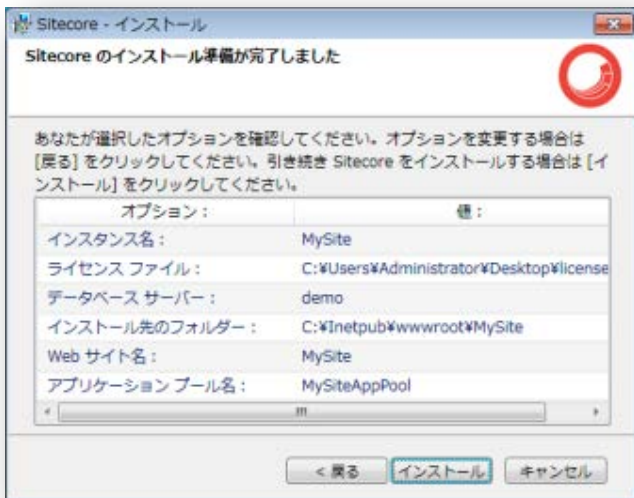 Sitecore - インストール
Sitecore のインストール準備が完了しました
あなたが選択したオプションを確認してください。オプションを変更する場合は
[戻る] をクリックしてください。引き続き Sitecore をインストールする場合は [イ
ンストール] をクリックしてください。
オプション： 値：
インスタンス名： MySite
ライセンス ファイル： C:¥Users¥Administrator¥Desktop¥license
データベース サーバー： demo
インストール先のフォルダー： C:¥Inetpub¥wwwroot¥MySite
Web サイト名： MySite
アプリケーション プール名： MySiteAppPool
< 戻る インストール キャンセル